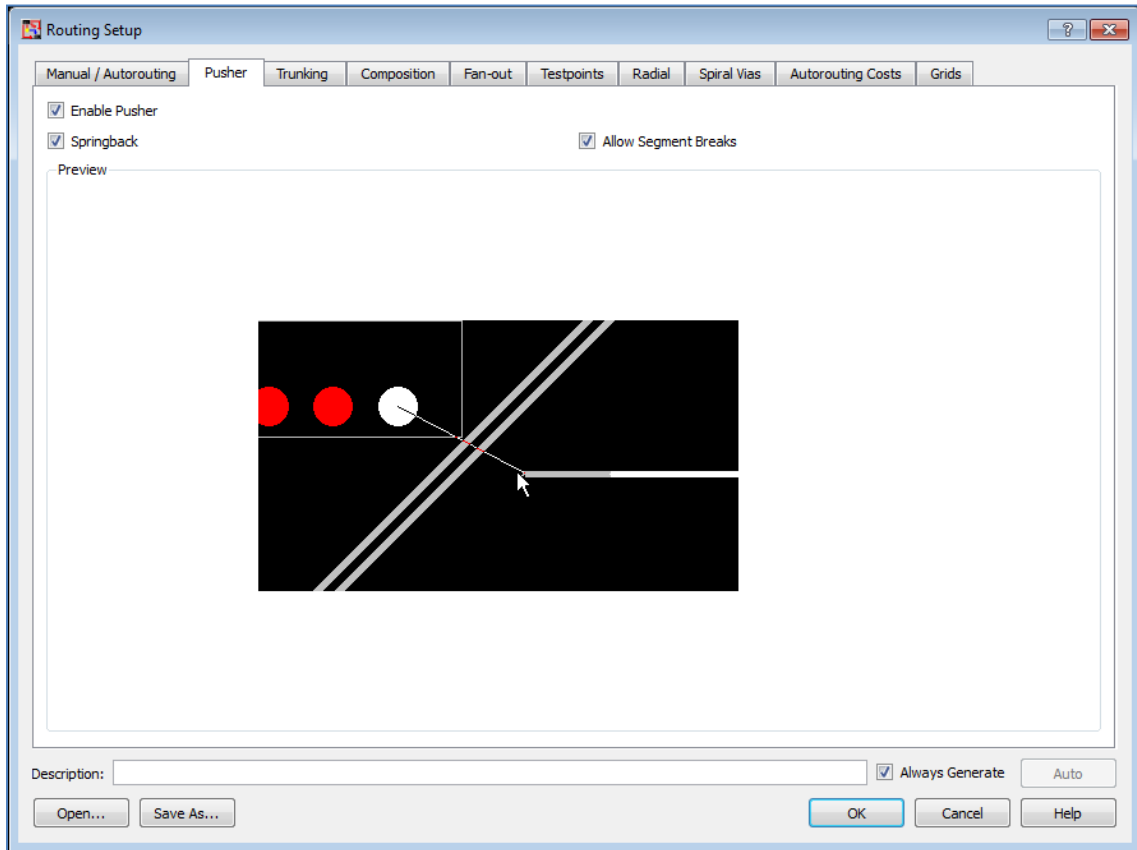 Routing Setup
Manual / Autorouting Pusher Trunking Composition Fan-out Testpoints Radial Spiral Vias Autorouting Costs Grids
Enable Pusher
Springback Allow Segment Breaks
Preview
Description: Always Generate Auto
Open... Save As... OK Cancel Help